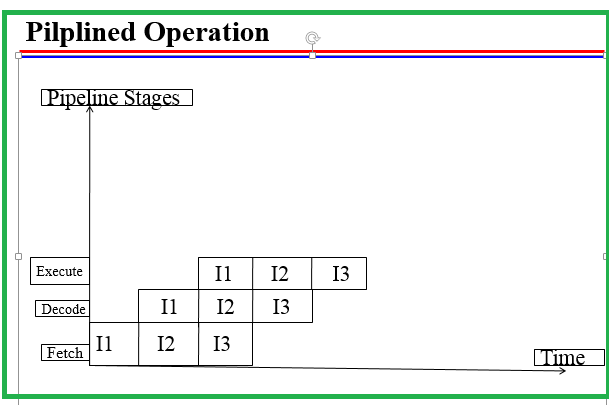 Pilplined Operation
Pipeline Stages
Execute I1 I2 I3
Decode I1 I2 I3
Fetch I1 I2 I3
Time